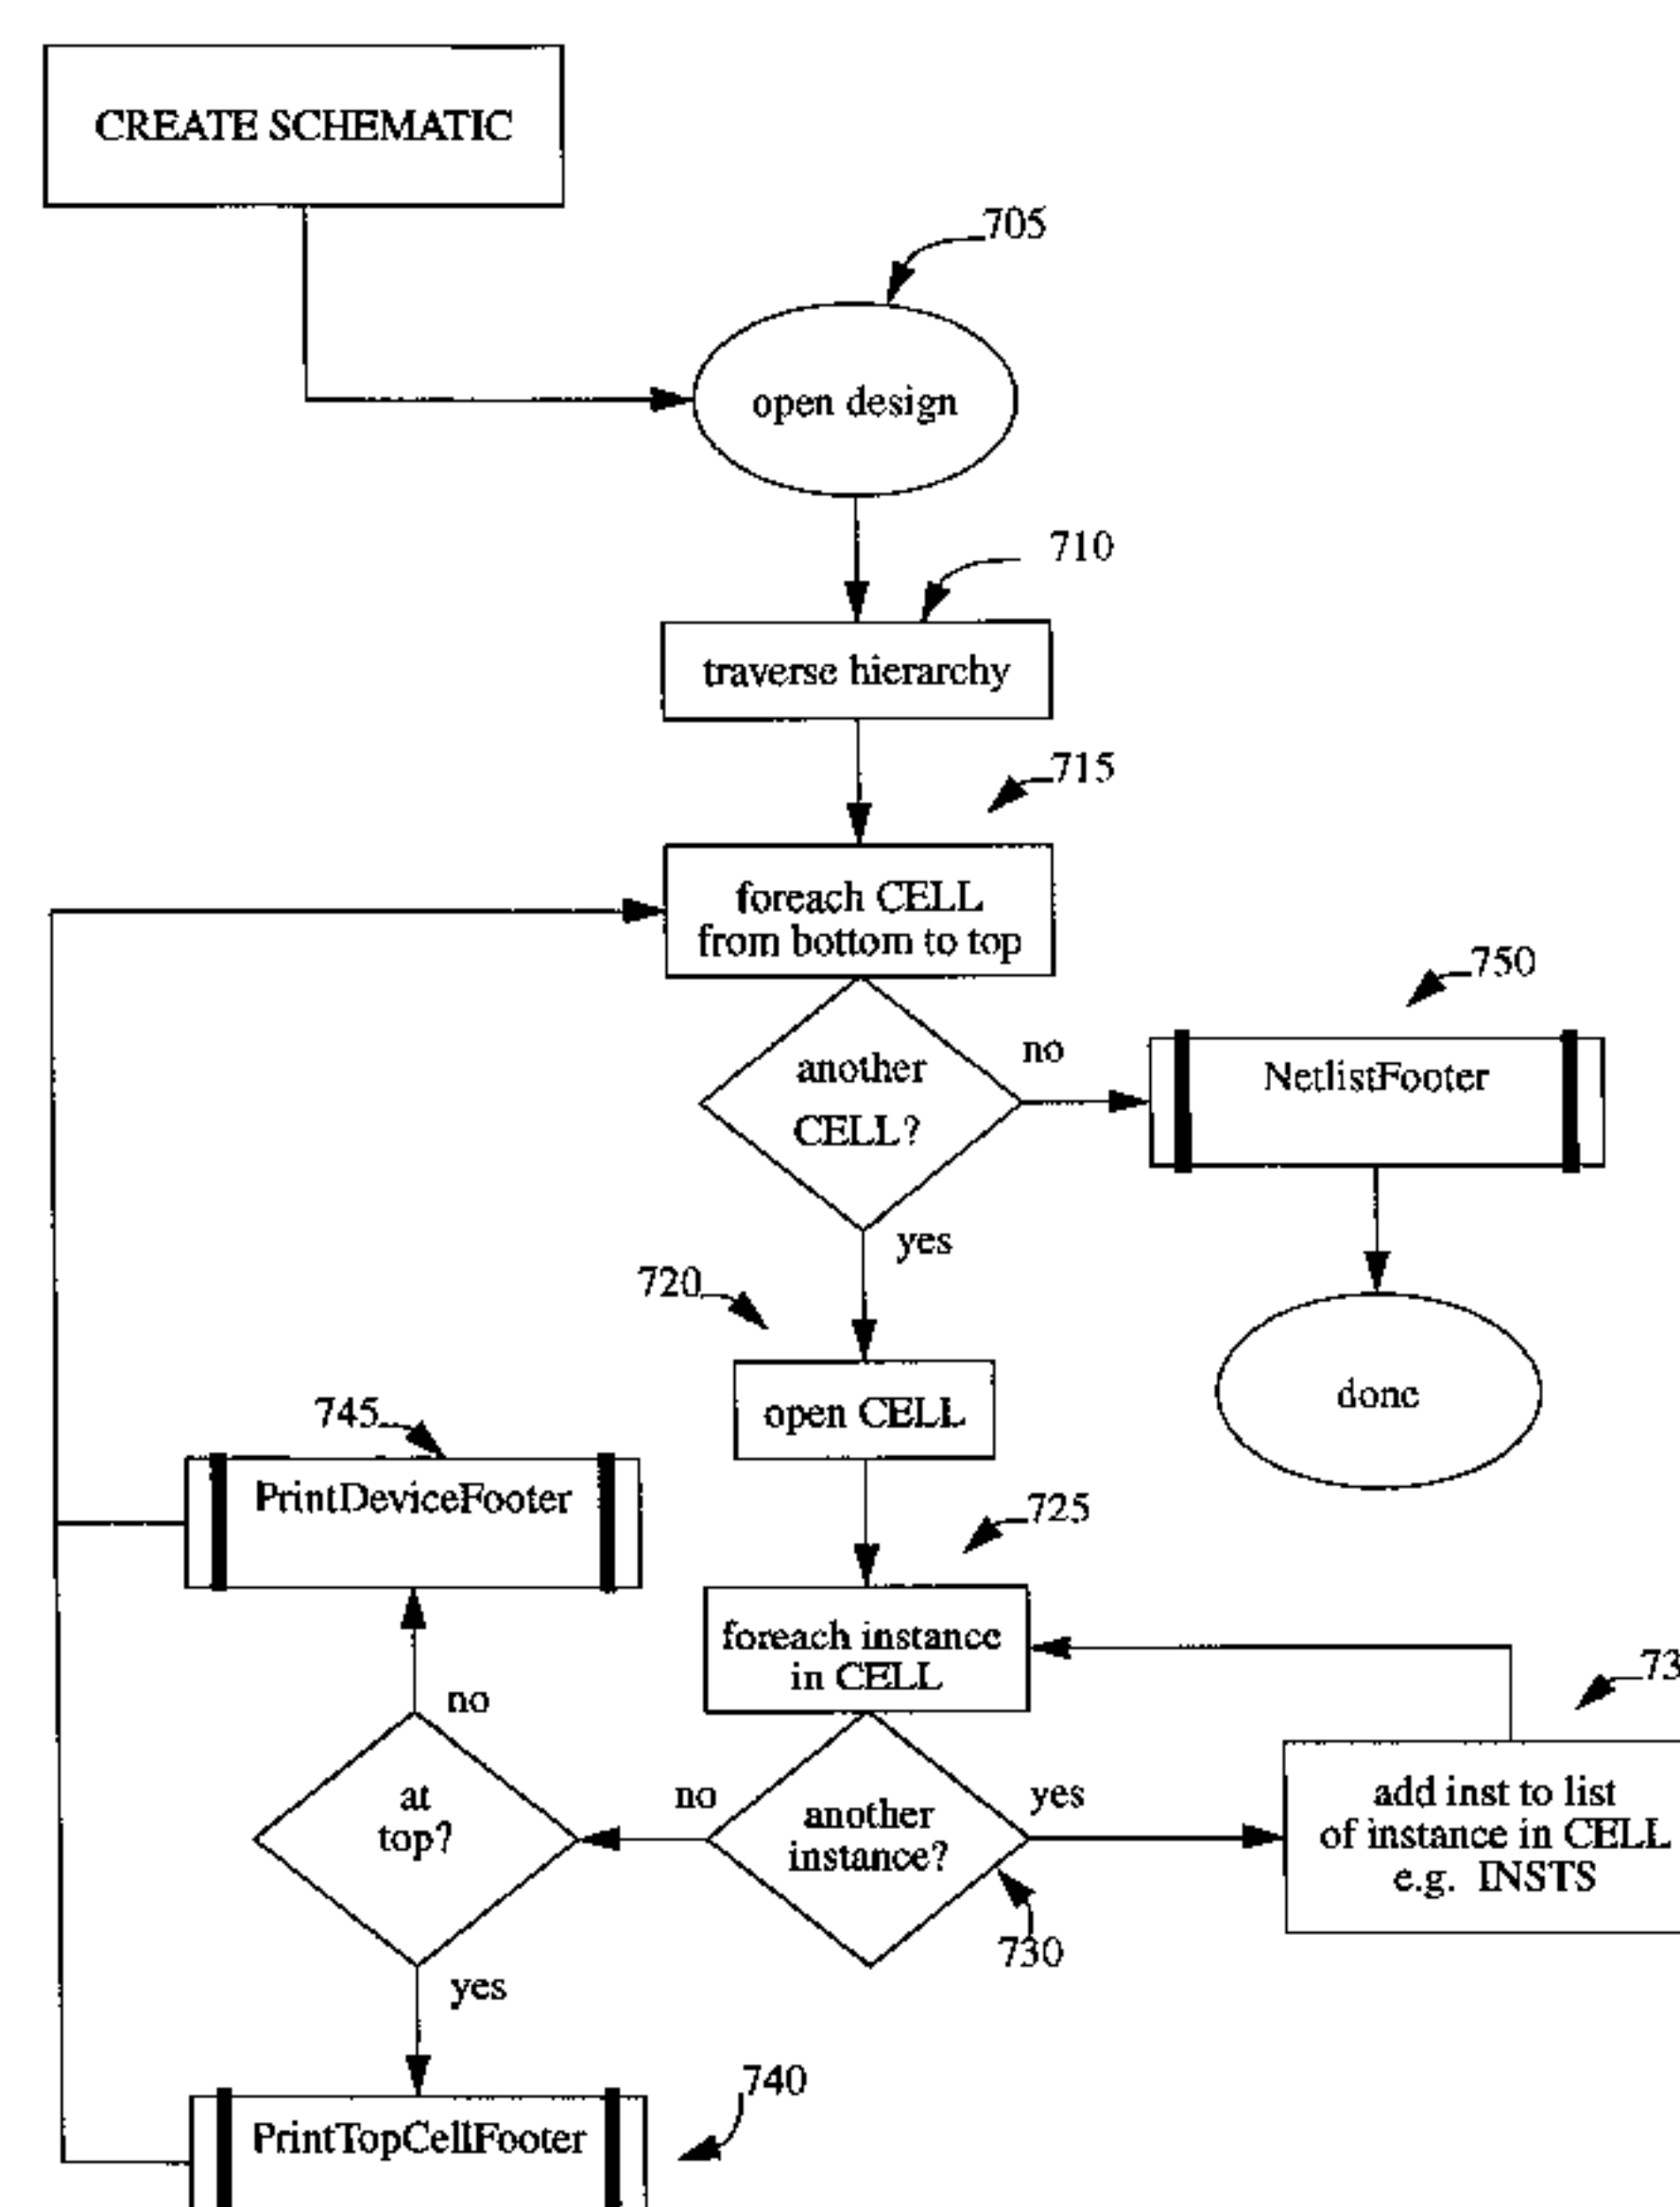 CREATE SCHEMATIC
705
open design
710
traverse hierarchy
715
foreach CELL
from bottom to top
750
another
CELL?
no
NetlistFooter
yes
720
open CELL
done
745
PrintDeviceFooter
725
foreach instance
in CELL
no
at
top?
no
another
instance?
yes
add inst to list
of instance in CELL
e.g. INSTS
730
yes
740
PrintTopCellFooter